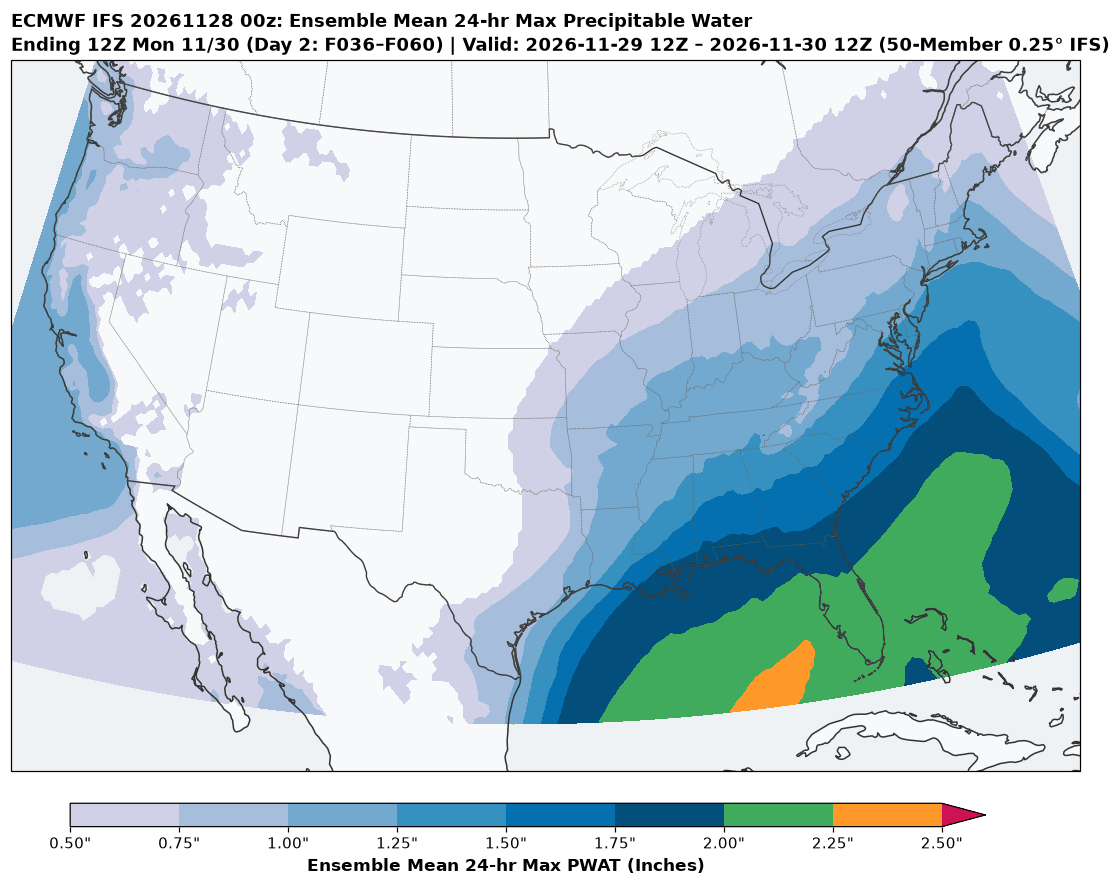 ECMWF IFS 20261128 00z: Ensemble Mean 24-hr Max Precipitable Water
Ending 12Z Mon 11/30 (Day 2: F036–F060) | Valid: 2026-11-29 12Z – 2026-11-30 12Z (50-Member 0.25° IFS)
0.50" 0.75" 1.00" 1.25" 1.50" 1.75" 2.00" 2.25" 2.50"
Ensemble Mean 24-hr Max PWAT (Inches)